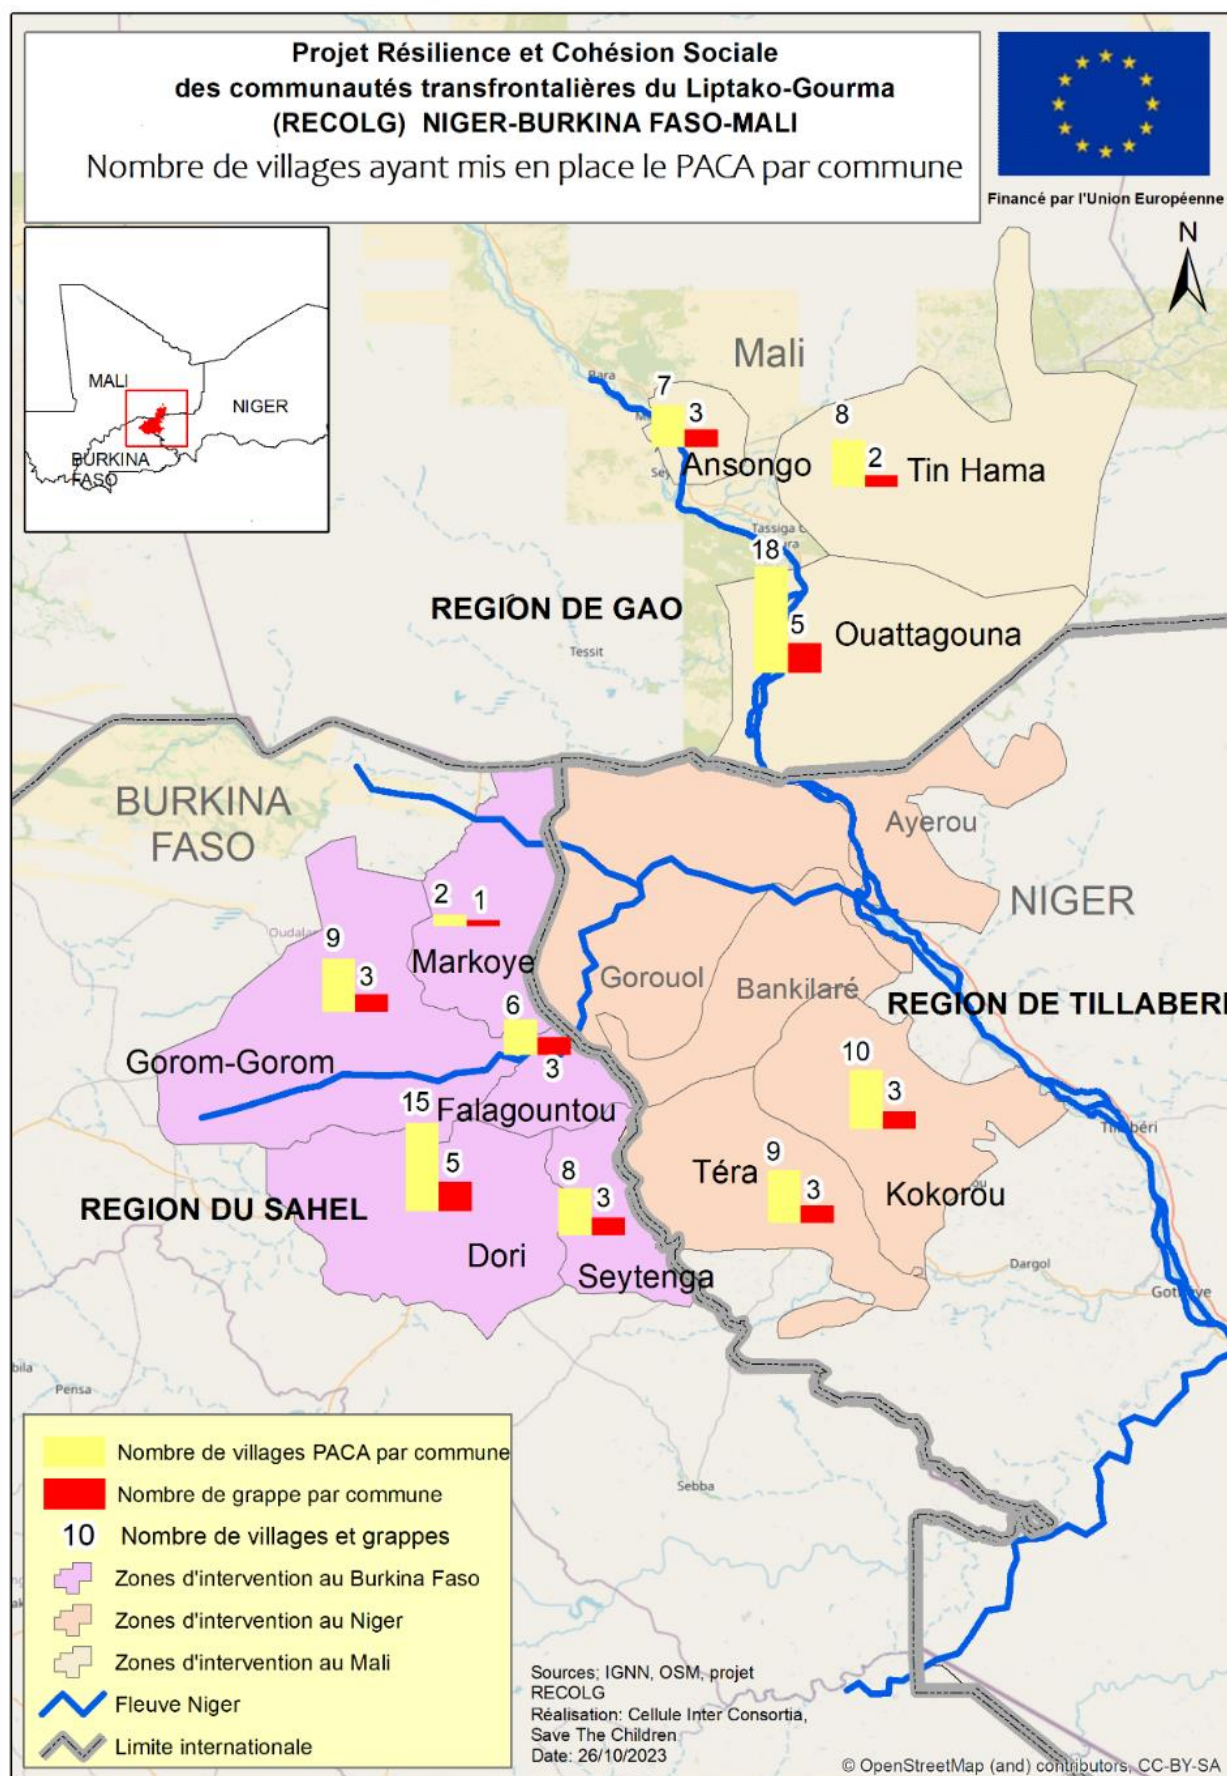 Projet Résilience et Cohésion Sociale
des communautés transfrontalières du Liptako-Gourma
(RECOLG) NIGER-BURKINA FASO-MALI
Nombre de villages ayant mis en place le PACA par commune
Financé par l'Union Européenne
N
MALI
NIGER
BURKINA
FASO
Mali
Bara
7
3
Ansongo
8
2
Tin Hama
Tassiga
18
5
Ouattagouna
REGION DE GAO
Tessit
BURKINA
FASO
Ayerou
NIGER
2
1
Markoye
9
3
Gorom-Gorom
Gorouol
Bankilaré
REGION DE TILLABERI
6
3
Falagountou
10
3
Kokorou
15
5
Dori
8
3
Seytenga
9
3
Téra
REGION DU SAHEL
Tillabéri
Dargol
Pensa
Sebba
Nombre de villages PACA par commune
Nombre de grappe par commune
10 Nombre de villages et grappes
Zones d'intervention au Burkina Faso
Zones d'intervention au Niger
Zones d'intervention au Mali
Fleuve Niger
Limite internationale
Sources; IGNN, OSM, projet
RECOLG
Réalisation: Cellule Inter Consortia,
Save The Children
Date: 26/10/2023
© OpenStreetMap (and) contributors, CC-BY-SA